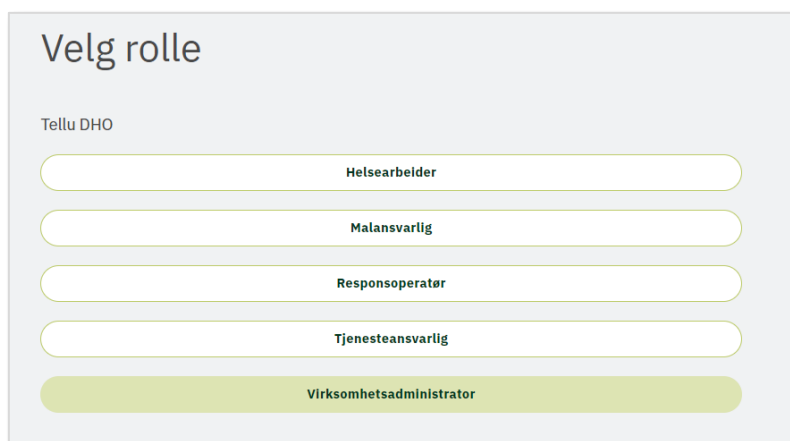 Velg rolle
Tellu DHO
Helsearbeider
Malansvarlig
Responsoperatør
Tjenesteansvarlig
Virksomhetsadministrator